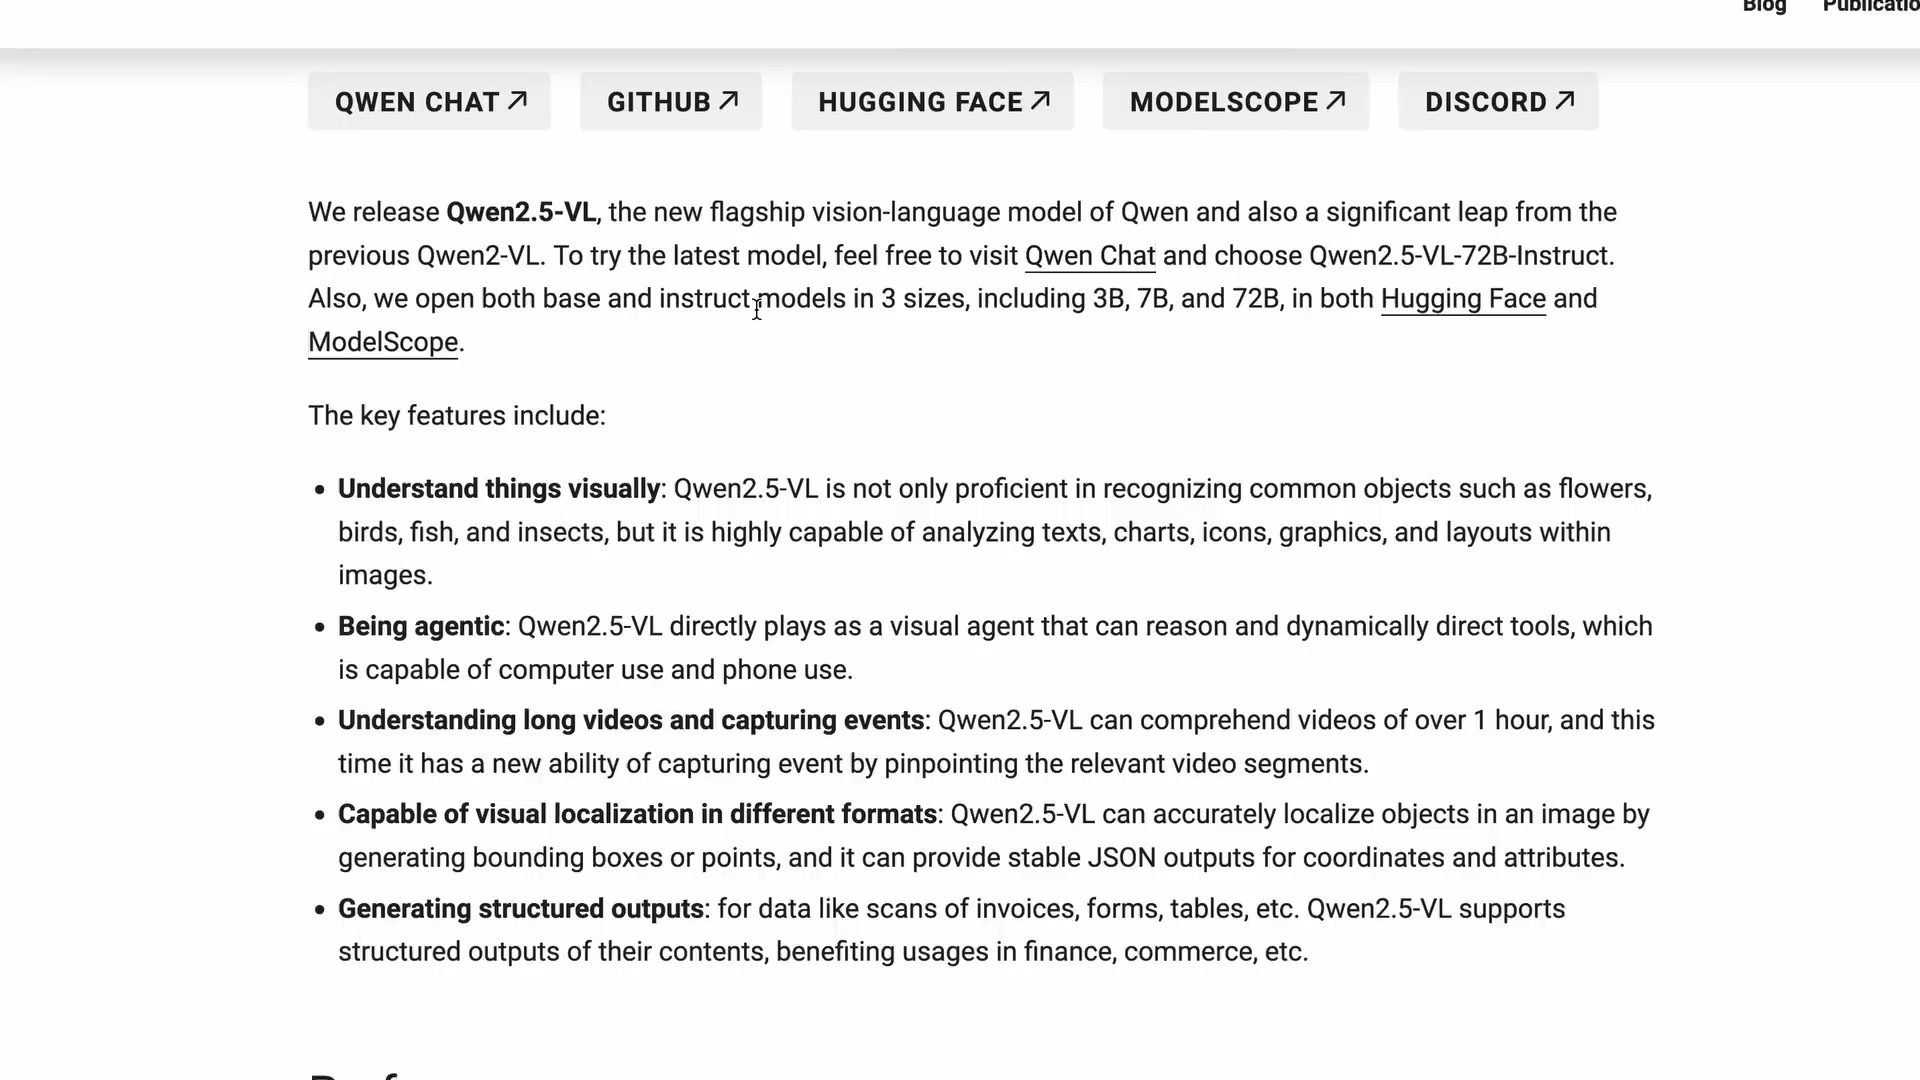 Blog Publicatio
QWEN CHAT GITHUB HUGGING FACE MODELSCOPE DISCORD
We release Qwen2.5-VL, the new flagship vision-language model of Qwen and also a significant leap from the
previous Qwen2-VL. To try the latest model, feel free to visit Qwen Chat and choose Qwen2.5-VL-72B-Instruct.
Also, we open both base and instruct models in 3 sizes, including 3B, 7B, and 72B, in both Hugging Face and
ModelScope.
The key features include:
• Understand things visually: Qwen2.5-VL is not only proficient in recognizing common objects such as flowers,
birds, fish, and insects, but it is highly capable of analyzing texts, charts, icons, graphics, and layouts within
images.
• Being agentic: Qwen2.5-VL directly plays as a visual agent that can reason and dynamically direct tools, which
is capable of computer use and phone use.
• Understanding long videos and capturing events: Qwen2.5-VL can comprehend videos of over 1 hour, and this
time it has a new ability of capturing event by pinpointing the relevant video segments.
• Capable of visual localization in different formats: Qwen2.5-VL can accurately localize objects in an image by
generating bounding boxes or points, and it can provide stable JSON outputs for coordinates and attributes.
• Generating structured outputs: for data like scans of invoices, forms, tables, etc. Qwen2.5-VL supports
structured outputs of their contents, benefiting usages in finance, commerce, etc.